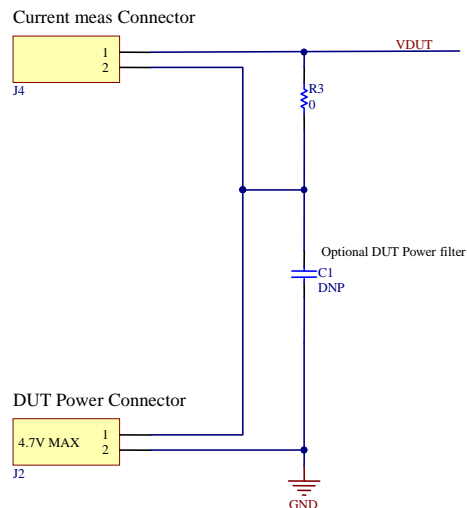 Current meas Connector
1
2
J4
VDUT
R3
0
Optional DUT Power filter
C1
DNP
DUT Power Connector
4.7V MAX
1
2
J2
GND